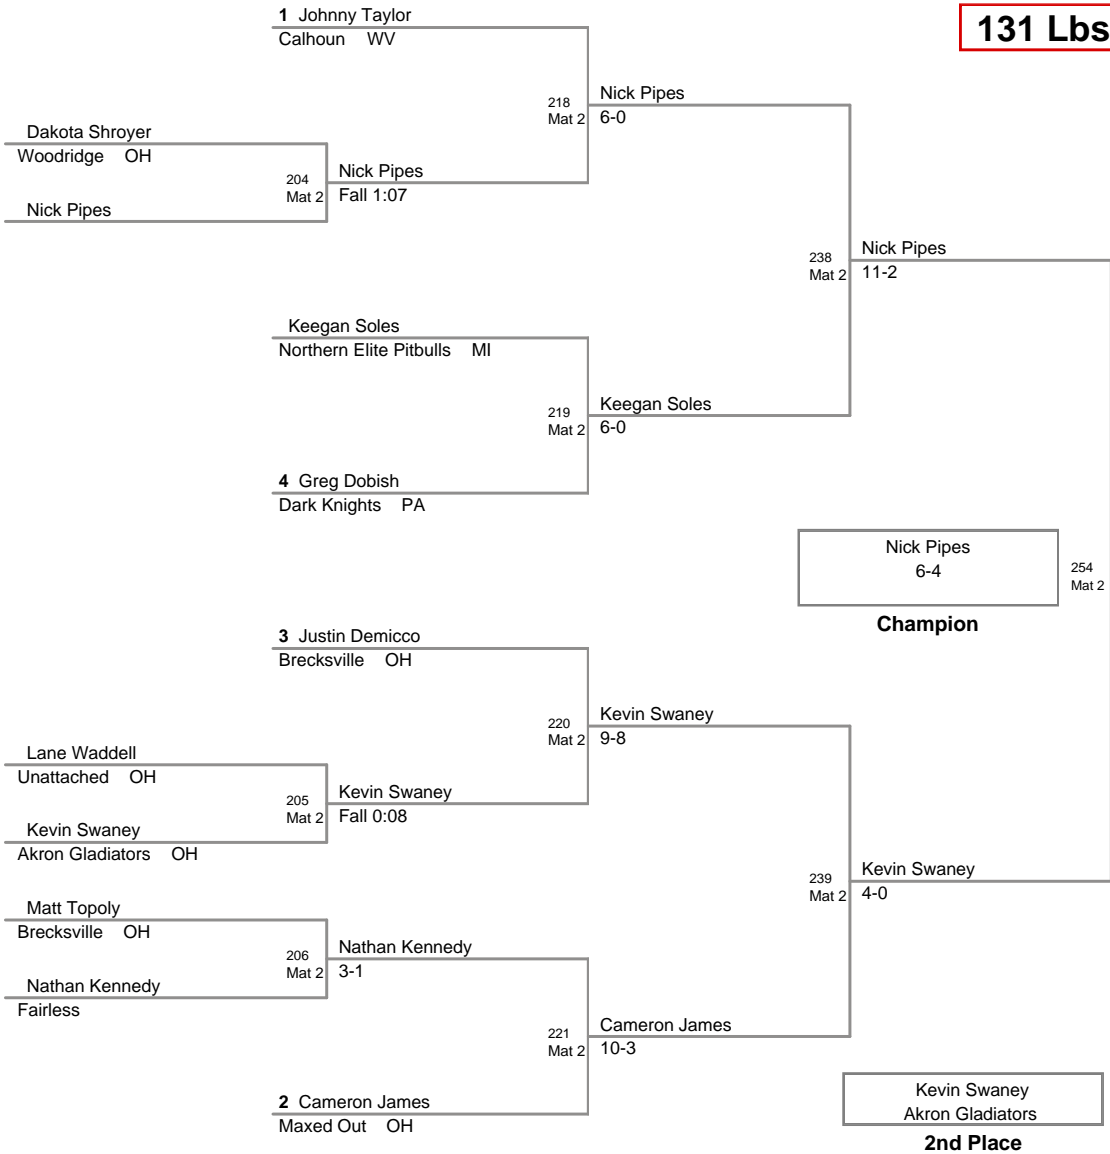 1 Johnny Taylor
Calhoun WV
131 Lbs
218
Mat 2
Nick Pipes
6-0
Dakota Shroyer
Woodridge OH
204
Mat 2
Nick Pipes
Fall 1:07
Nick Pipes
238
Mat 2
Nick Pipes
11-2
Keegan Soles
Northern Elite Pitbulls MI
219
Mat 2
Keegan Soles
6-0
4 Greg Dobish
Dark Knights PA
Nick Pipes
6-4
254
Mat 2
Champion
3 Justin Demicco
Brecksville OH
220
Mat 2
Kevin Swaney
9-8
Lane Waddell
Unattached OH
205
Mat 2
Kevin Swaney
Fall 0:08
Kevin Swaney
Akron Gladiators OH
239
Mat 2
Kevin Swaney
4-0
Matt Topoly
Brecksville OH
206
Mat 2
Nathan Kennedy
3-1
Nathan Kennedy
Fairless
221
Mat 2
Cameron James
10-3
2 Cameron James
Maxed Out OH
Kevin Swaney
Akron Gladiators
2nd Place